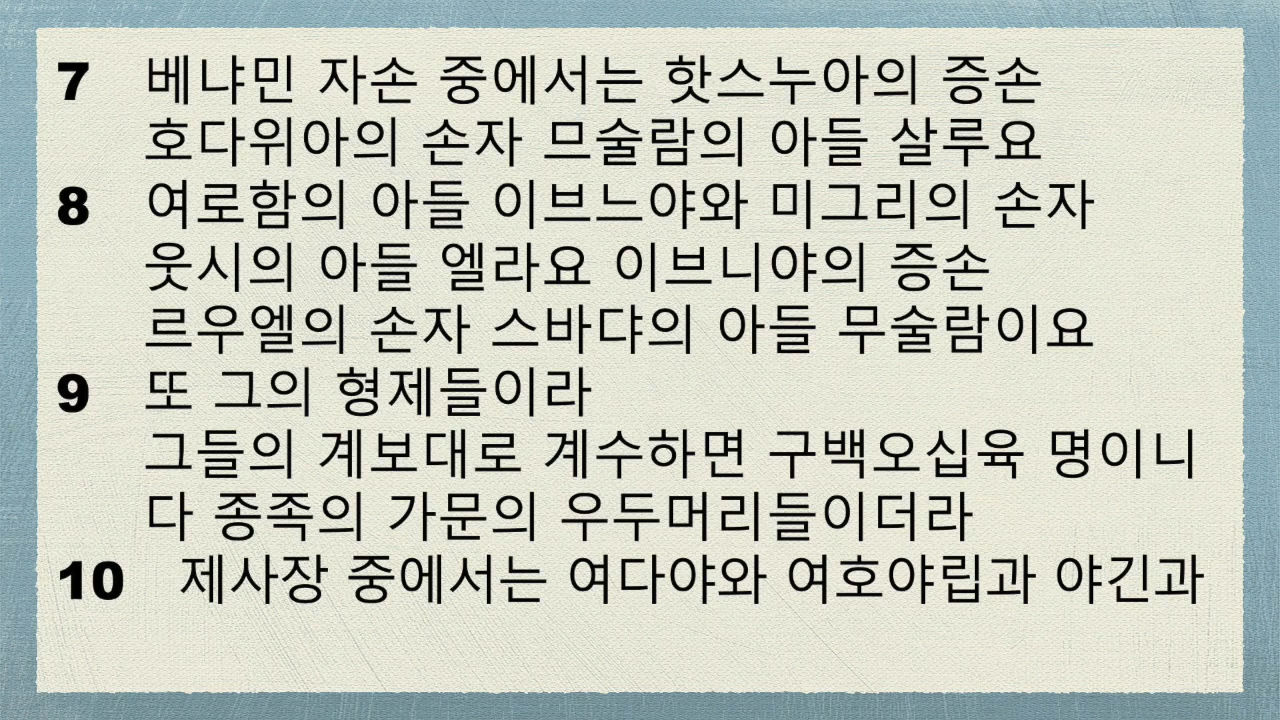 7 베냐민 자손 중에서는 핫스누아의 증손
호다위아의 손자 므술람의 아들 살루요
8 여로함의 아들 이브느야와 미그리의 손자
웃시의 아들 엘라요 이브니야의 증손
르우엘의 손자 스바댜의 아들 무술람이요
9 또 그의 형제들이라
그들의 계보대로 계수하면 구백오십육 명이니
다 종족의 가문의 우두머리들이더라
10 제사장 중에서는 여다야와 여호야립과 야긴과